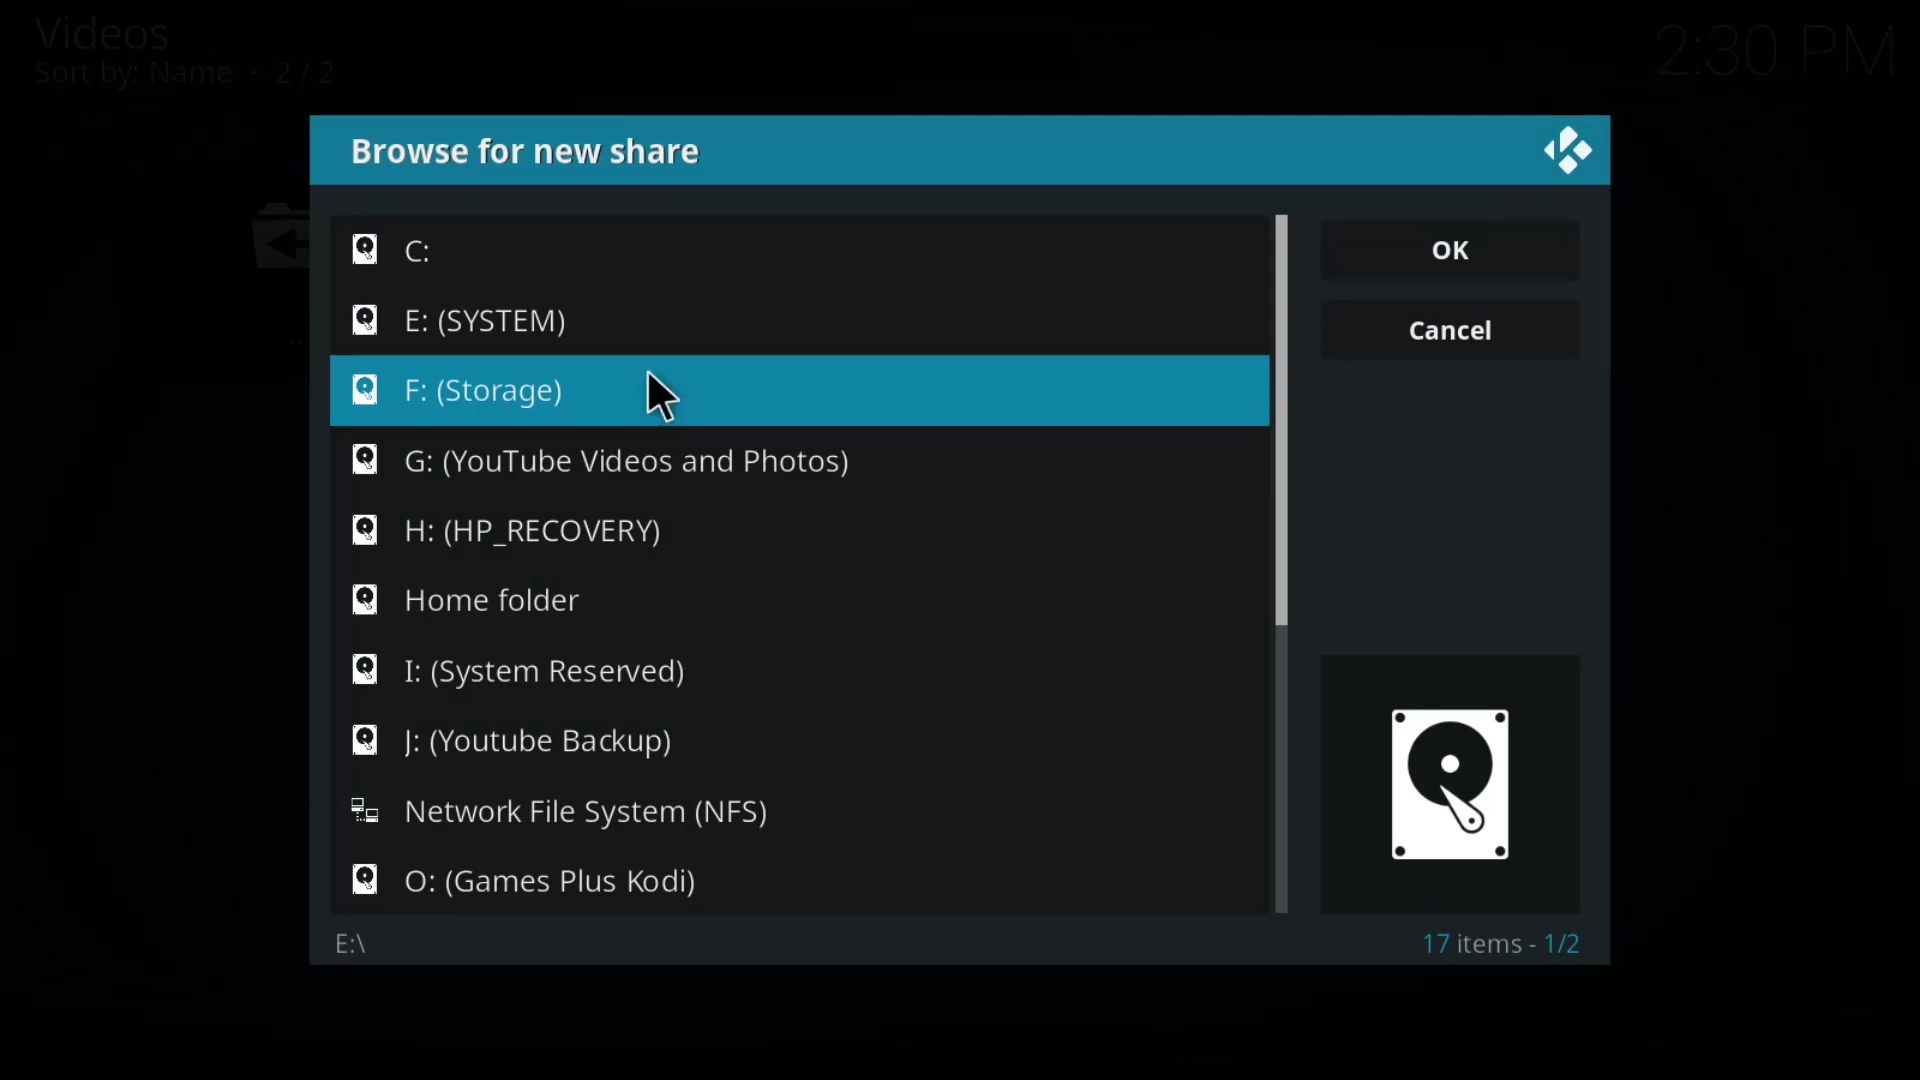 Videos
Sort by: Name · 2 / 2
2:30 PM
Browse for new share
C:
E: (SYSTEM)
F: (Storage)
G: (YouTube Videos and Photos)
H: (HP_RECOVERY)
Home folder
I: (System Reserved)
J: (Youtube Backup)
Network File System (NFS)
O: (Games Plus Kodi)
OK
Cancel
..
E:\
17 items - 1/2